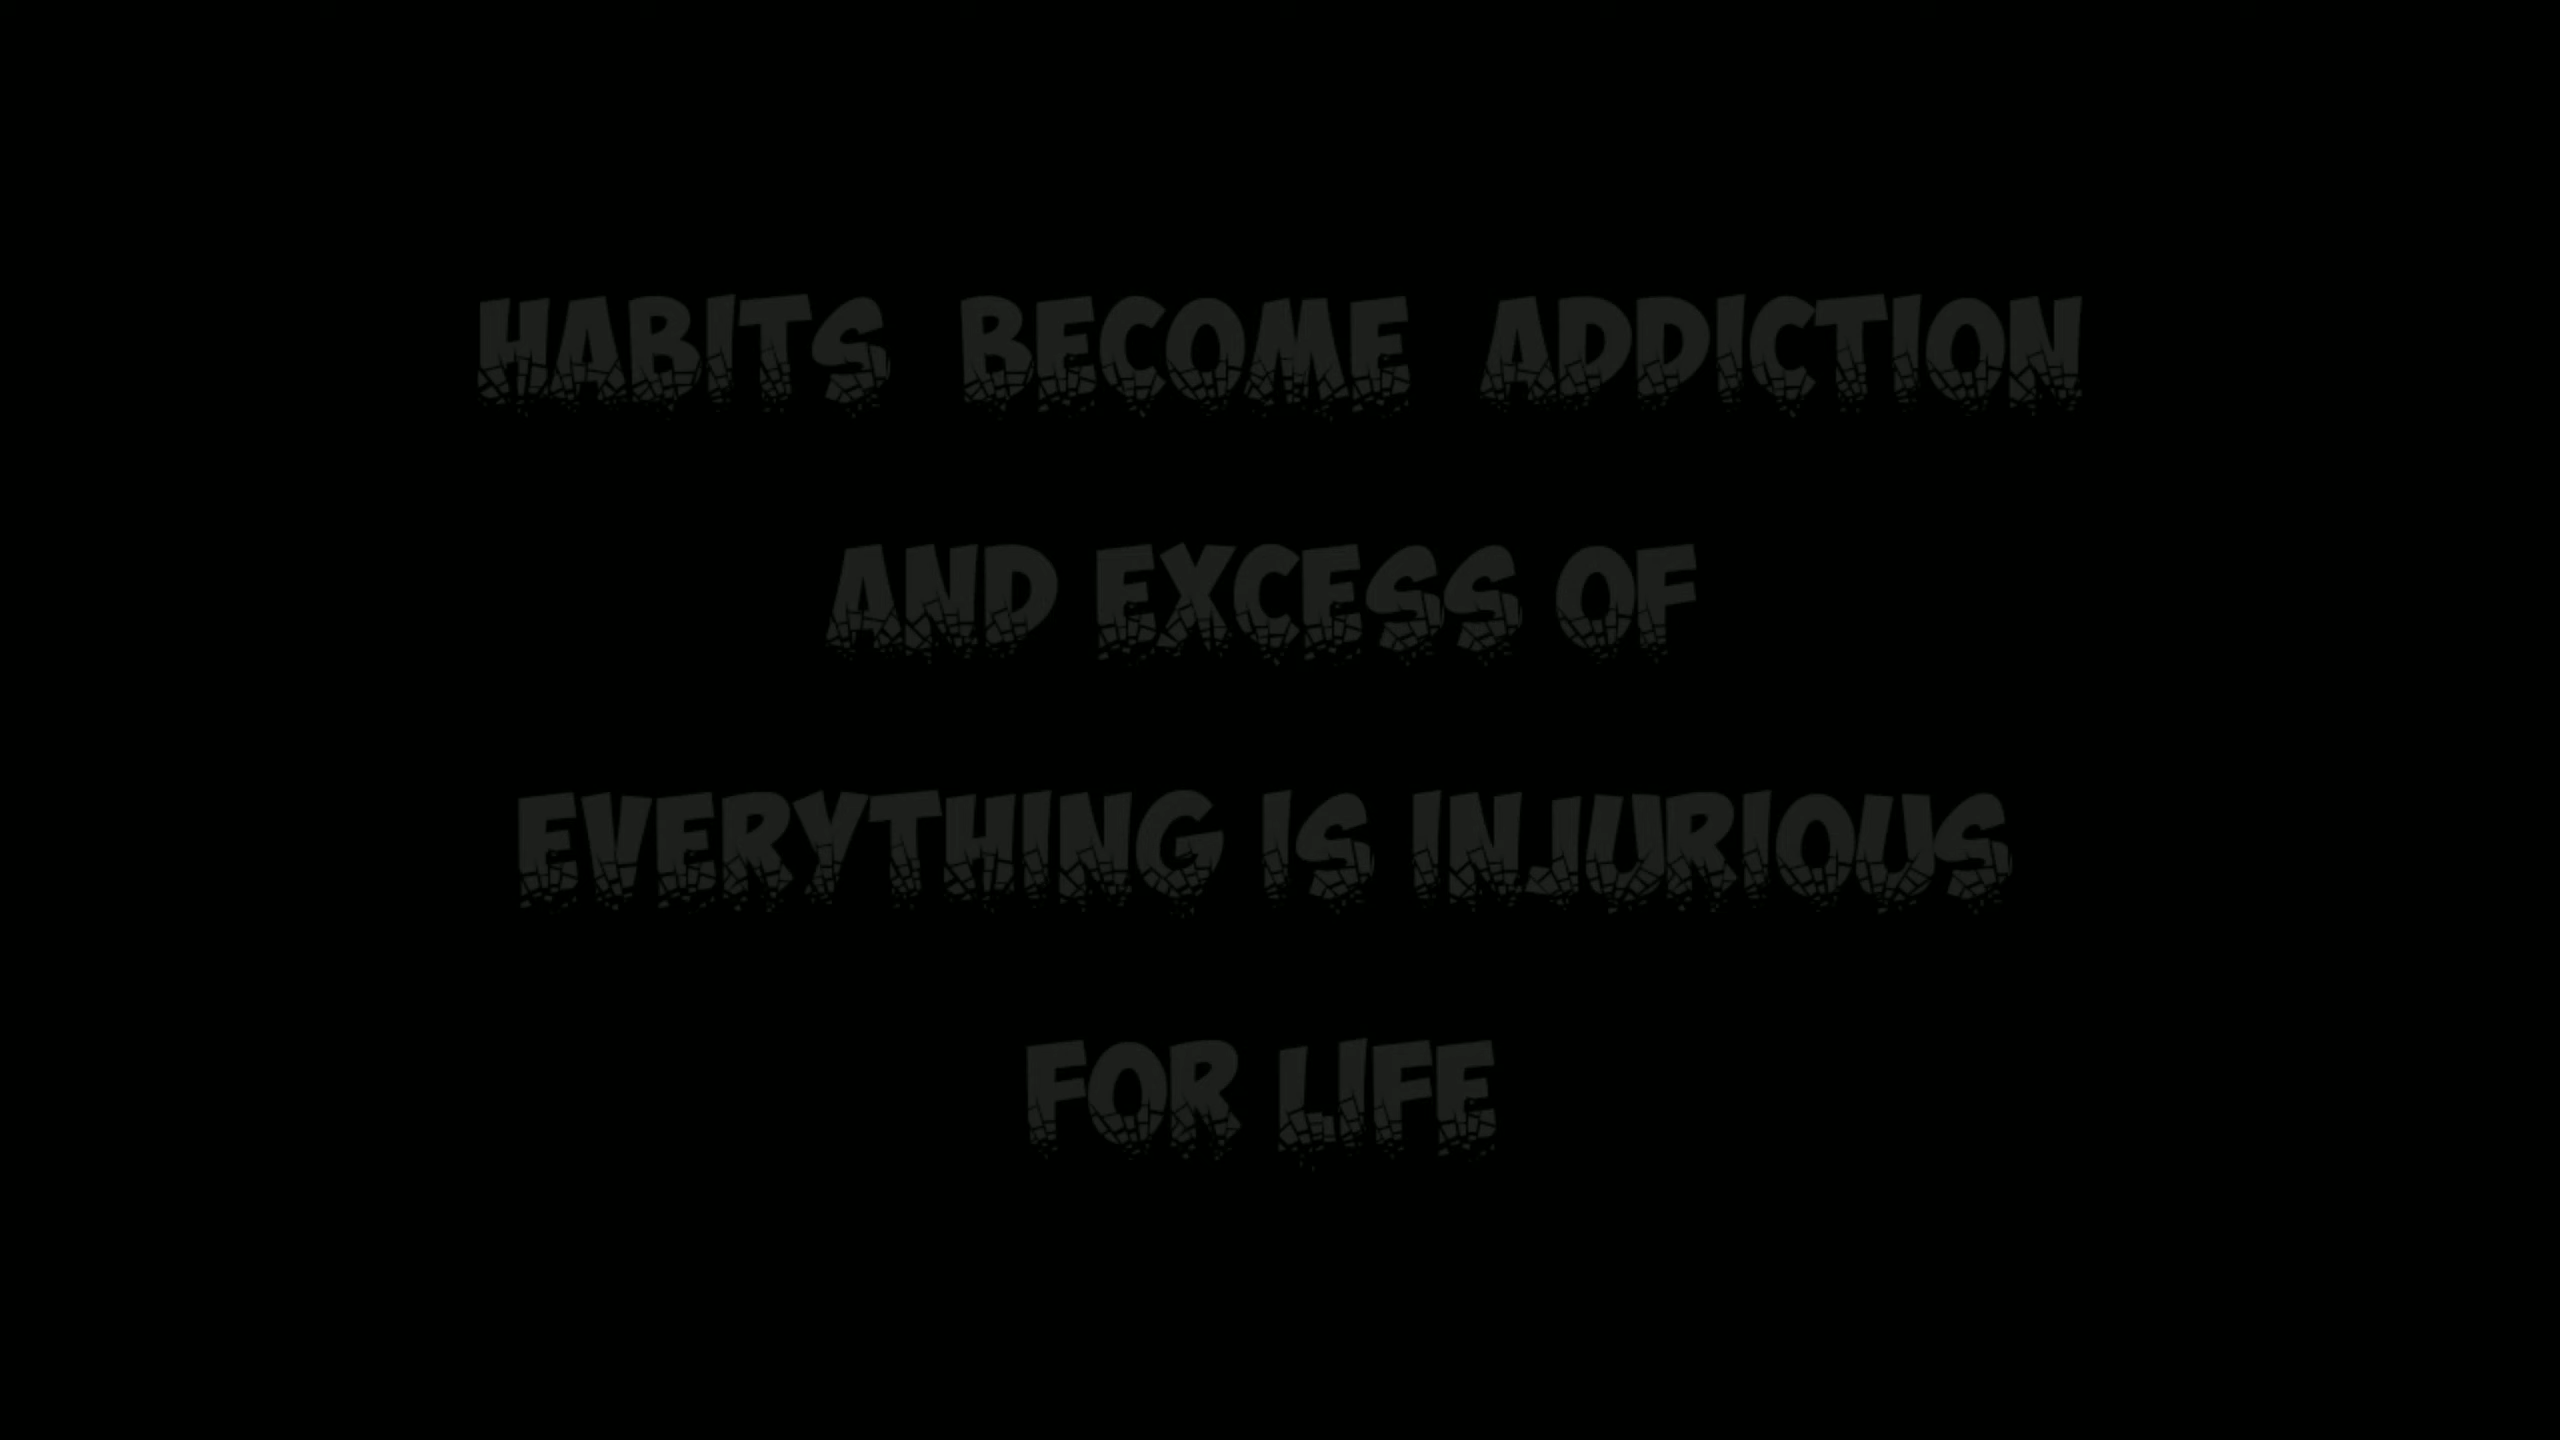 HABITS BECOME ADDICTION
AND EXCESS OF
EVERYTHING IS INJURIOUS
FOR LIFE